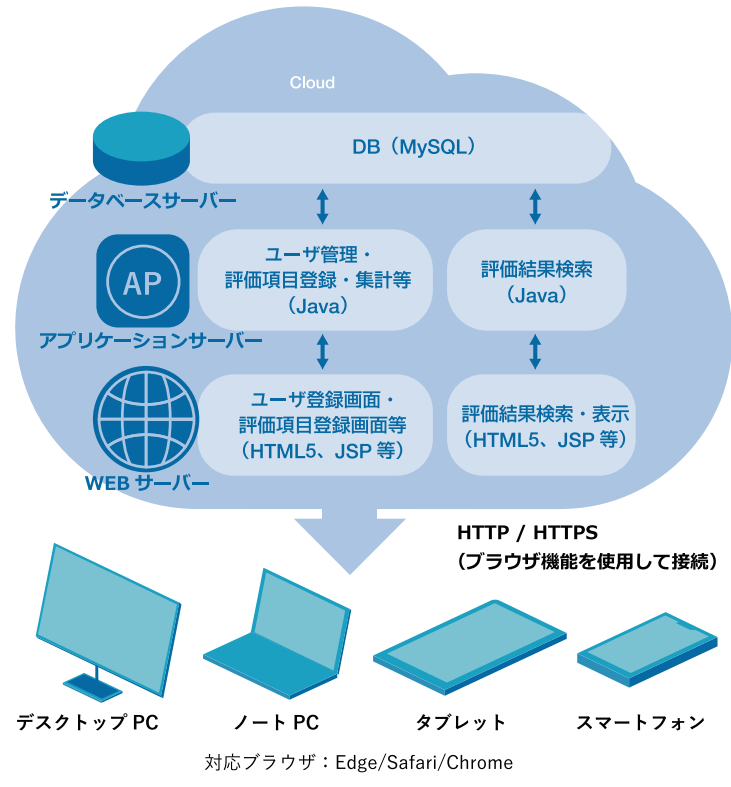 Cloud
DB（MySQL）
データベースサーバー
ユーザ管理・
評価項目登録・集計等
（Java）
評価結果検索
（Java）
AP
アプリケーションサーバー
ユーザ登録画面・
評価項目登録画面等
（HTML5、JSP 等）
評価結果検索・表示
（HTML5、JSP 等）
WEB サーバー
HTTP / HTTPS
（ブラウザ機能を使用して接続）
デスクトップ PC
ノート PC
タブレット
スマートフォン
対応ブラウザ：Edge/Safari/Chrome